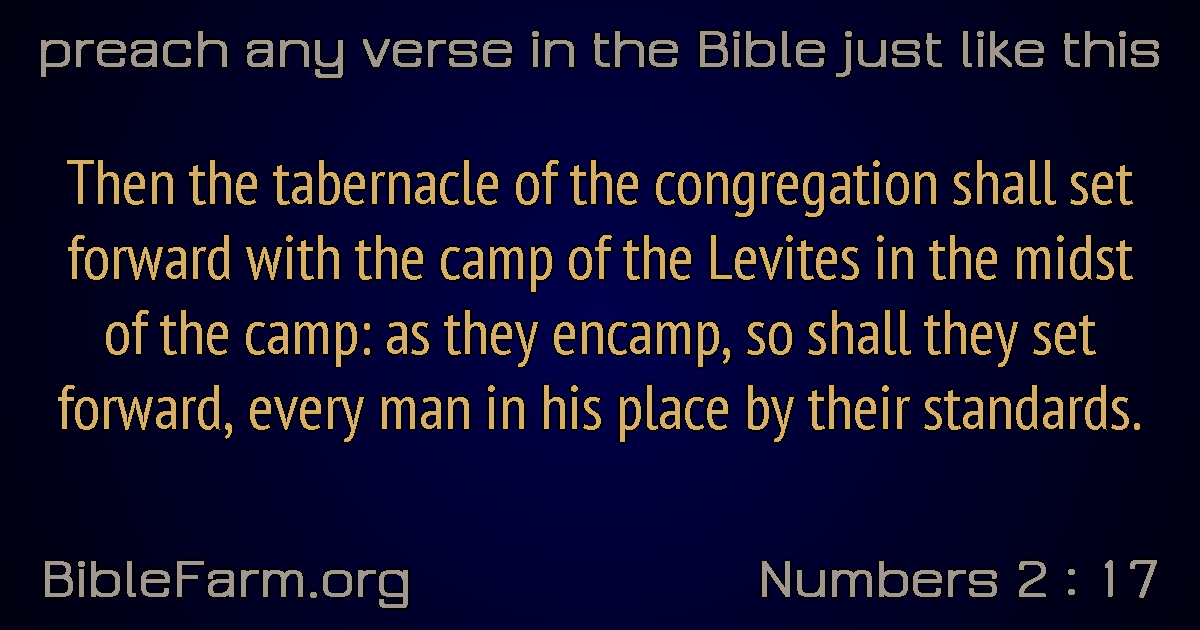 preach any verse in the Bible just like this
Then the tabernacle of the congregation shall set
forward with the camp of the Levites in the midst
of the camp: as they encamp, so shall they set
forward, every man in his place by their standards.
BibleFarm.org
Numbers 2 : 17